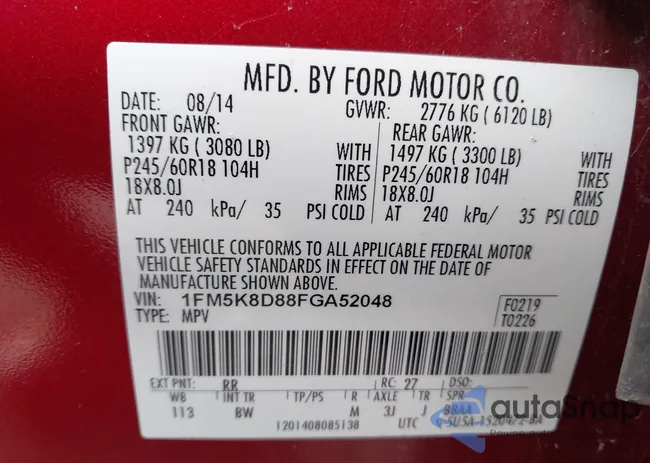 MFD. BY FORD MOTOR CO.
DATE: 08/14 GVWR: 2776 KG ( 6120 LB)
FRONT GAWR: REAR GAWR:
1397 KG ( 3080 LB) WITH 1497 KG ( 3300 LB) WITH
P245/60R18 104H TIRES P245/60R18 104H TIRES
18X8.0J RIMS 18X8.0J RIMS
AT 240 kPa/ 35 PSI COLD AT 240 kPa/ 35 PSI COLD
THIS VEHICLE CONFORMS TO ALL APPLICABLE FEDERAL MOTOR
VEHICLE SAFETY STANDARDS IN EFFECT ON THE DATE OF
MANUFACTURE SHOWN ABOVE.
VIN: 1FM5K8D88FGA52048 F0219
TYPE: MPV T0226
EXT PNT: RR RC: 27 DSO:
WB INT TR TP/PS R AXLE TR SPR
113 BW M 3J J
1201408085138 UTC
autoSnap